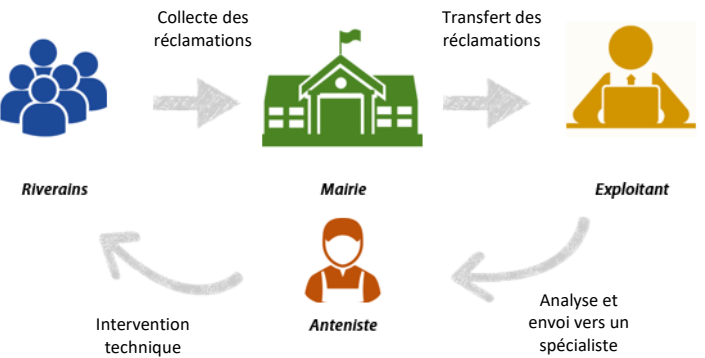 Collecte des
réclamations
Transfert des
réclamations
Riverains
Mairie
Exploitant
Anteniste
Intervention
technique
Analyse et
envoi vers un
spécialiste